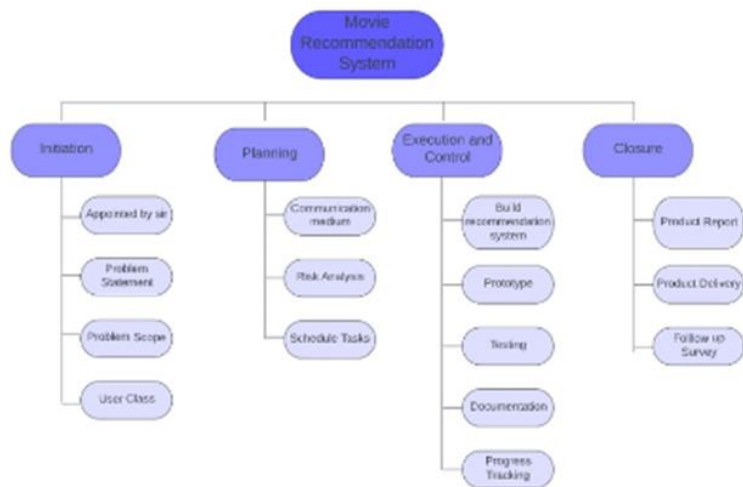 Movie
Recommendation
System
Initiation
Planning
Execution and
Control
Closure
Appointed by sir
Problem
Statement
Problem Scope
User Class
Communication
medium
Risk Analysis
Schedule Tasks
Build
recommendation
system
Prototype
Testing
Documentation
Progress
Tracking
Product Report
Product Delivery
Follow up
Survey